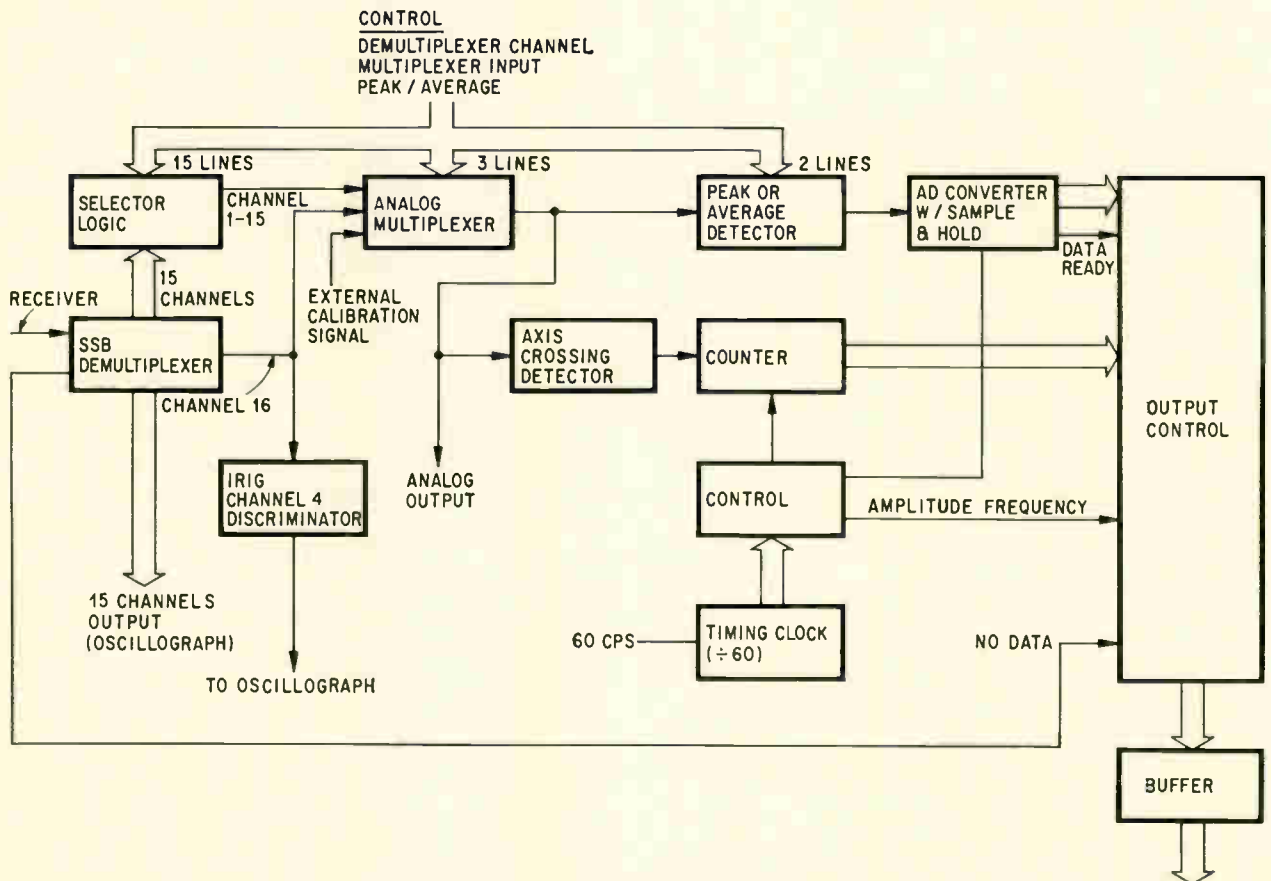 CONTROL
DEMULTIPLEXER CHANNEL
MULTIPLEXER INPUT
PEAK / AVERAGE
15 LINES
3 LINES
2 LINES
SELECTOR
LOGIC
CHANNEL
1-15
ANALOG
MULTIPLEXER
PEAK OR
AVERAGE
DETECTOR
AD CONVERTER
W/ SAMPLE
& HOLD
DATA
READY
15
CHANNELS
RECEIVER
SSB
DEMULTIPLEXER
EXTERNAL
CALIBRATION
SIGNAL
CHANNEL 16
AXIS
CROSSING
DETECTOR
COUNTER
OUTPUT
CONTROL
IRIG
CHANNEL 4
DISCRIMINATOR
ANALOG
OUTPUT
CONTROL
AMPLITUDE FREQUENCY
15 CHANNELS
OUTPUT
(OSCILLOGRAPH)
TO OSCILLOGRAPH
60 CPS
TIMING CLOCK
(÷60)
NO DATA
BUFFER